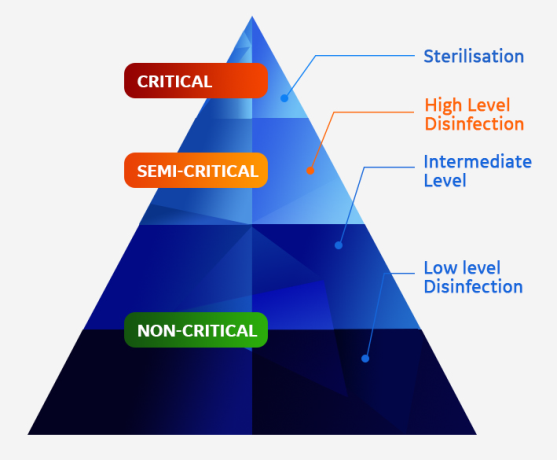 CRITICAL
Sterilisation
High Level
Disinfection
SEMI-CRITICAL
Intermediate
Level
Low level
Disinfection
NON-CRITICAL